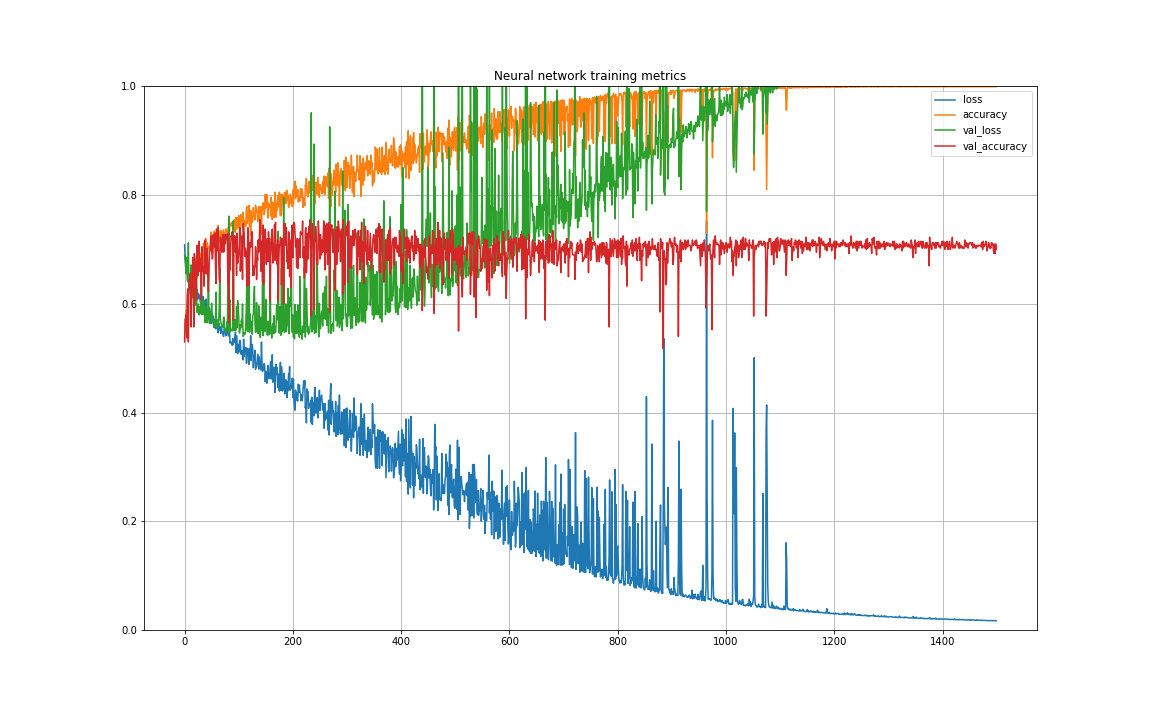 Neural network training metrics
1.0
0.8
0.6
0.4
0.2
0.0
0 200 400 600 800 1000 1200 1400
loss
accuracy
val_loss
val_accuracy